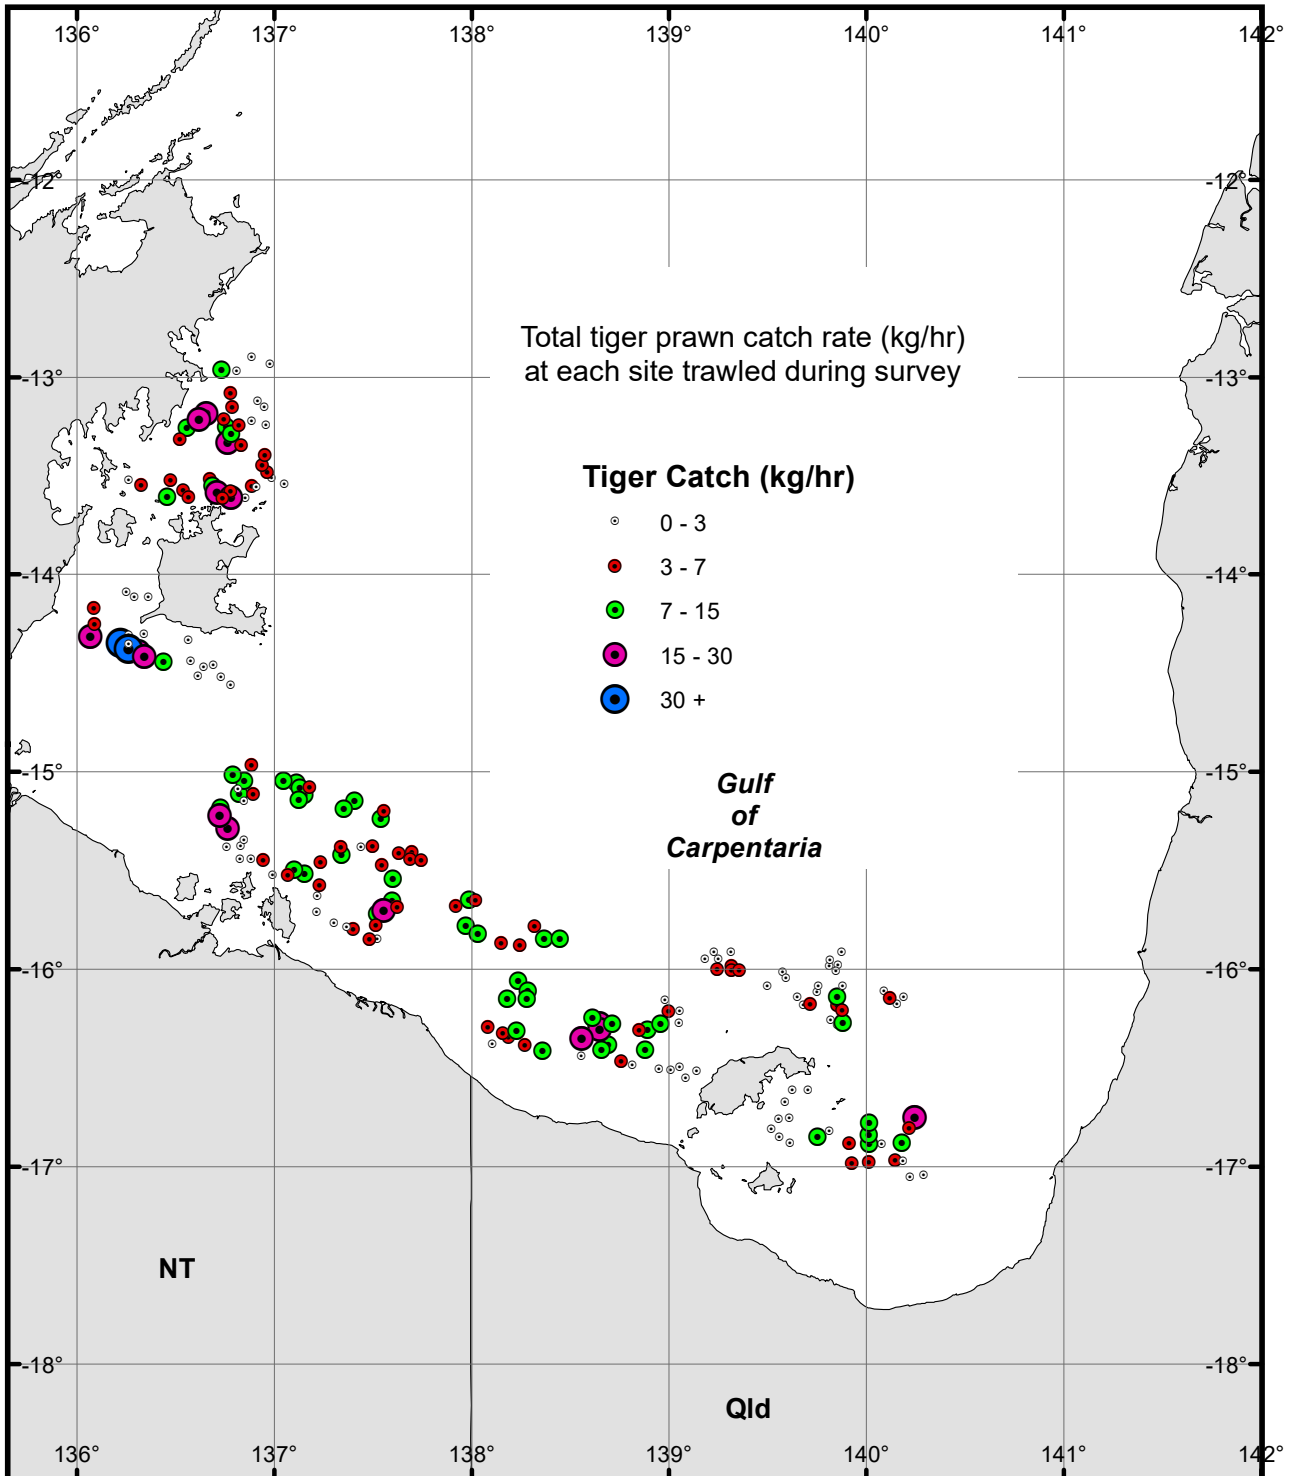 136° 137° 138° 139° 140° 141° 142°
-12° -12°
Total tiger prawn catch rate (kg/hr)
at each site trawled during survey
-13° -13°
Tiger Catch (kg/hr)
0 - 3
3 - 7
-14° -14°
7 - 15
15 - 30
30 +
-15° -15°
Gulf
of
Carpentaria
-16° -16°
-17° -17°
NT
-18° -18°
Qld
136° 137° 138° 139° 140° 141° 142°